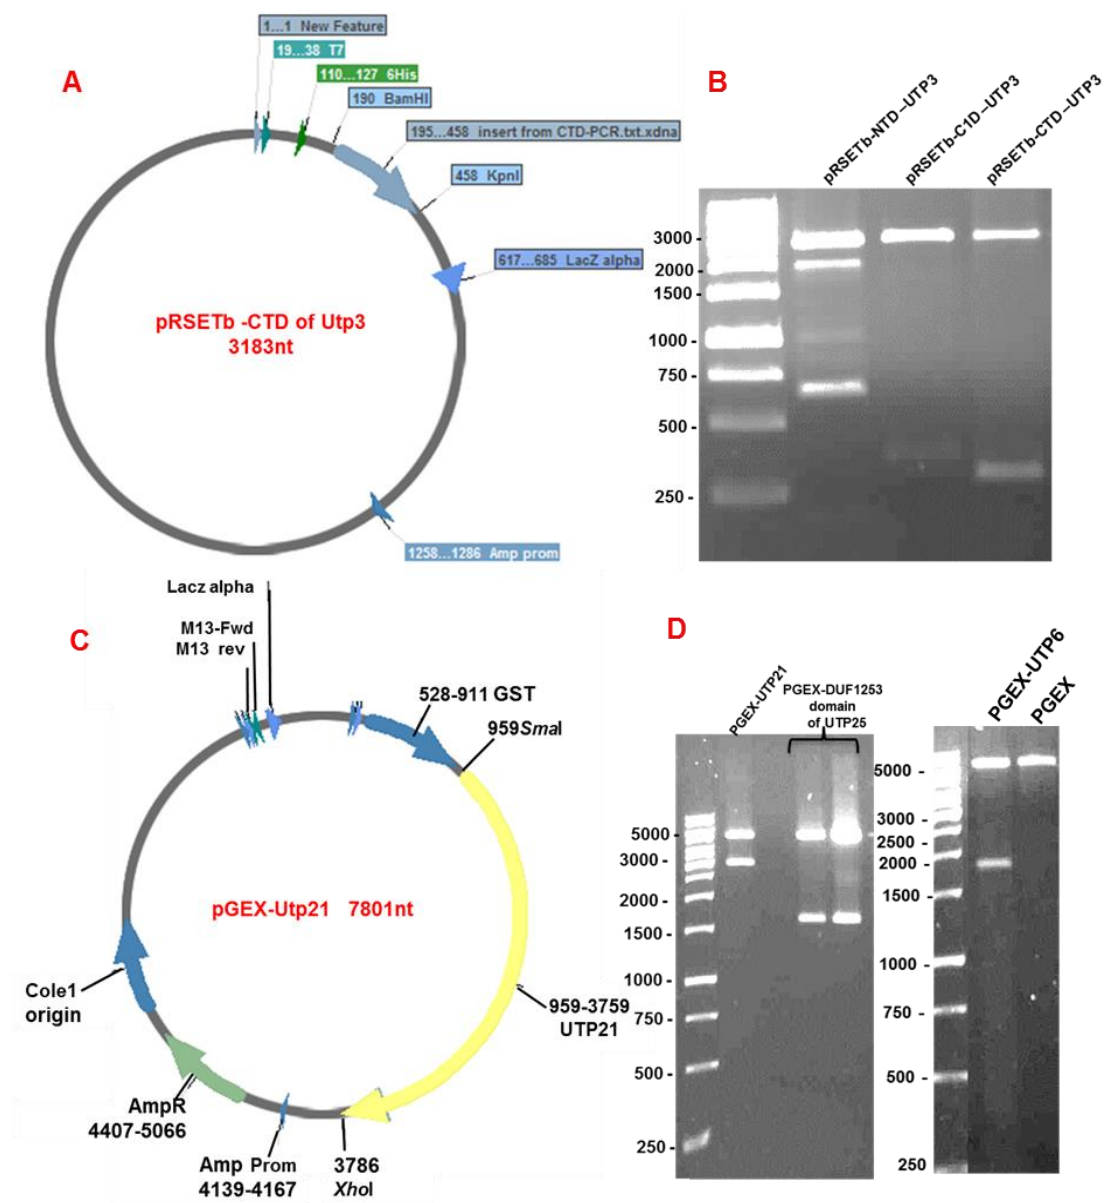 A
1...1 New Feature
19...38 T7
110...127 6His
190 BamHI
195...458 insert from CTD-PCR.txt.xdna
458 KpnI
617...685 LacZ alpha
pRSETb -CTD of Utp3
3183nt
1258...1286 Amp prom
B
pRSETb-NTD–UTP3
pRSETb-C1D–UTP3
pRSETb-CTD–UTP3
3000 -
2000 -
1500 -
1000 -
750 -
500 -
250 -
C
Lacz alpha
M13-Fwd
M13 rev
528-911 GST
959SmaI
pGEX-Utp21 7801nt
959-3759
UTP21
Cole1
origin
AmpR
4407-5066
Amp Prom
4139-4167
3786
XhoI
D
PGEX-UTP21
PGEX-DUF1253
domain
of UTP25
5000 -
3000 -
2000 -
1500 -
1000 -
750 -
500 -
250 -
PGEX-UTP6
PGEX
5000 -
3000 -
2500 -
2000 -
1500 -
1000 -
750 -
500 -
250